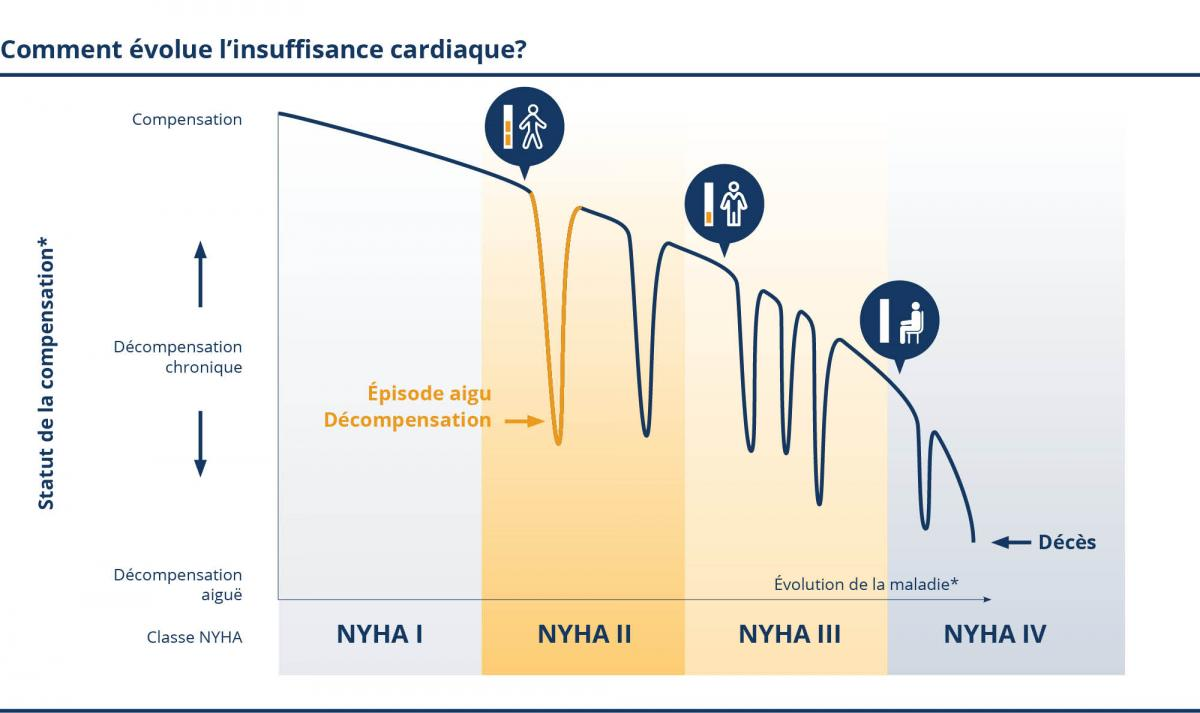 Comment évolue l’insuffisance cardiaque?
Compensation
Statut de la compensation*
Décompensation
chronique
Épisode aigu
Décompensation
Décès
Décompensation
aiguë
Évolution de la maladie*
Classe NYHA
NYHA I
NYHA II
NYHA III
NYHA IV